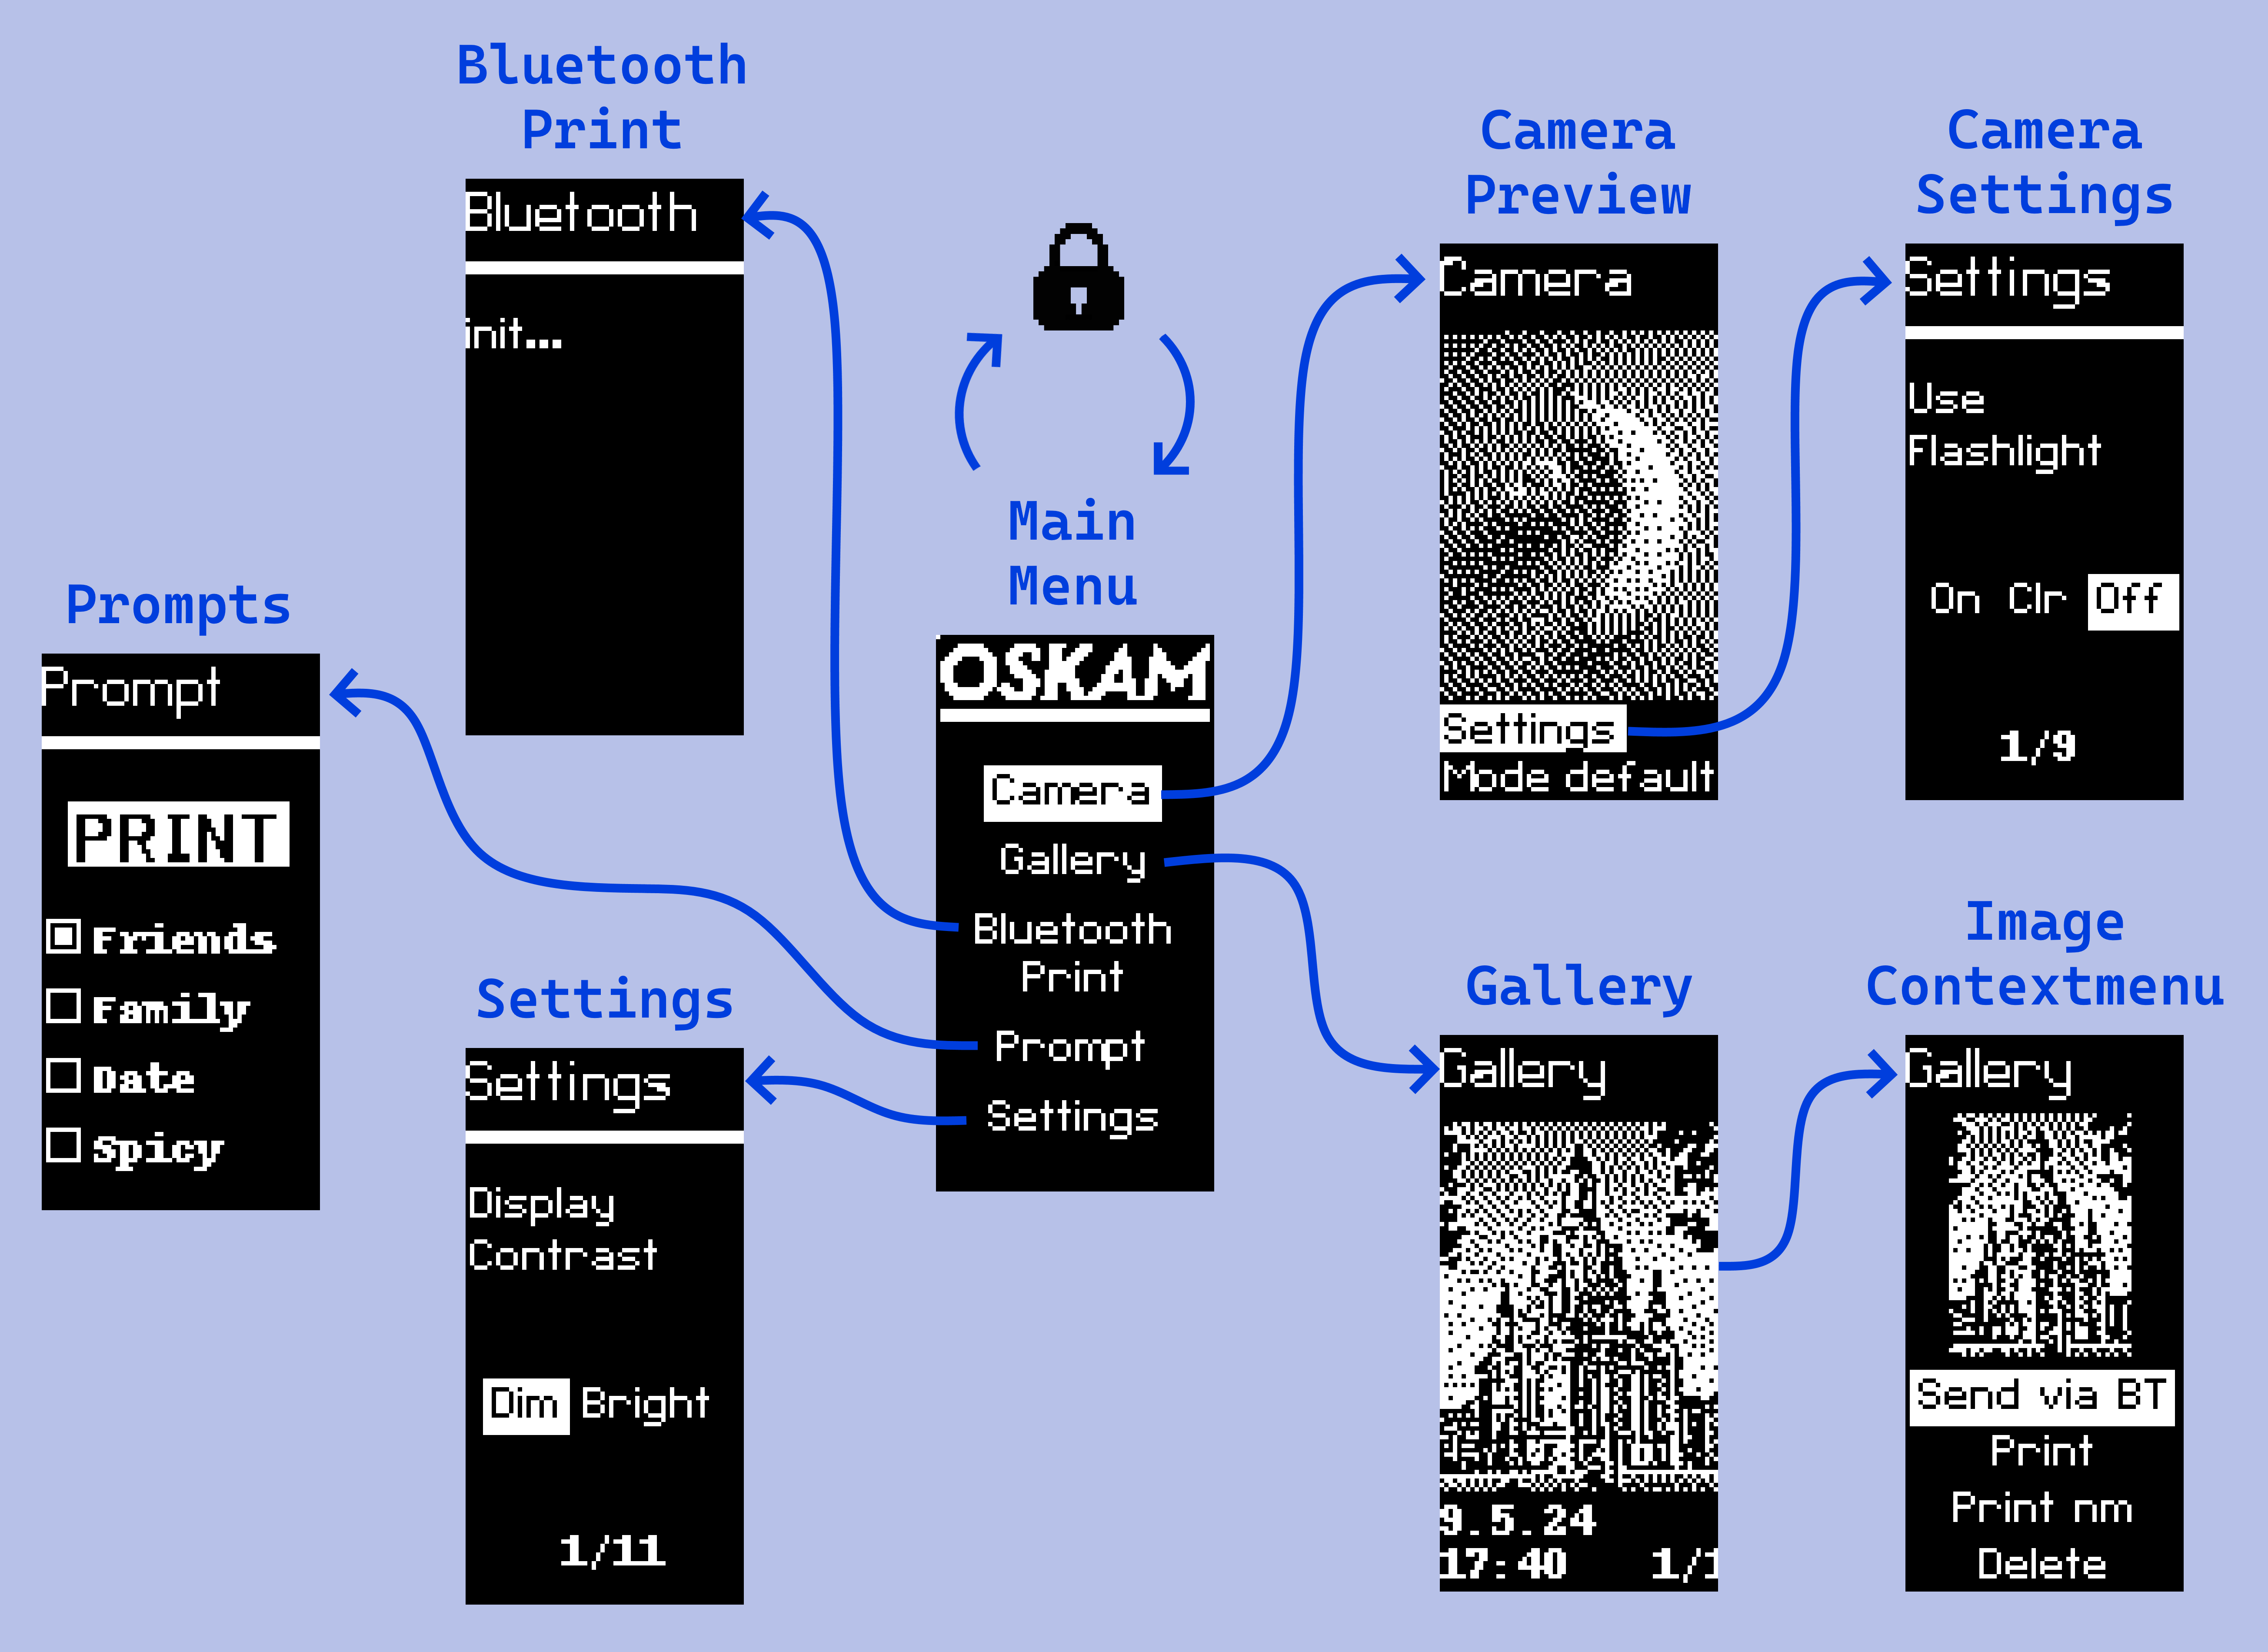 Bluetooth
Print
Bluetooth
init...
Prompts
Prompt
PRINT
Friends
Family
Date
Spicy
Settings
Settings
Display
Contrast
Dim Bright
1/11
Main
Menu
OSKAM
Camera
Gallery
Bluetooth
Print
Prompt
Settings
Camera
Preview
Camera
Settings
Mode default
Camera
Settings
Settings
Use
Flashlight
On Clr Off
1/9
Gallery
Gallery
9.5.24
17:40 1/1
Image
Contextmenu
Gallery
Send via BT
Print
Print nm
Delete